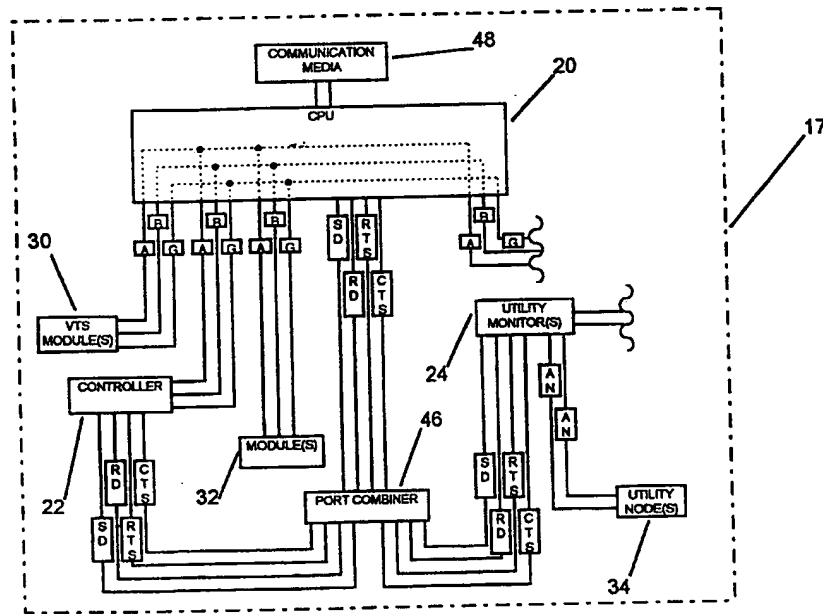 COMMUNICATION
MEDIA
48
20
CPU
17
A B G A B G A B G
SD RD RTS CTS
A B G
30
VTS
MODULE(S)
UTILITY
MONITOR(S)
24
CONTROLLER
22
MODULE(S)
32
46
PORT COMBINER
SD RD RTS CTS
SD RD RTS CTS
AN AN
UTILITY
NODE(S)
34